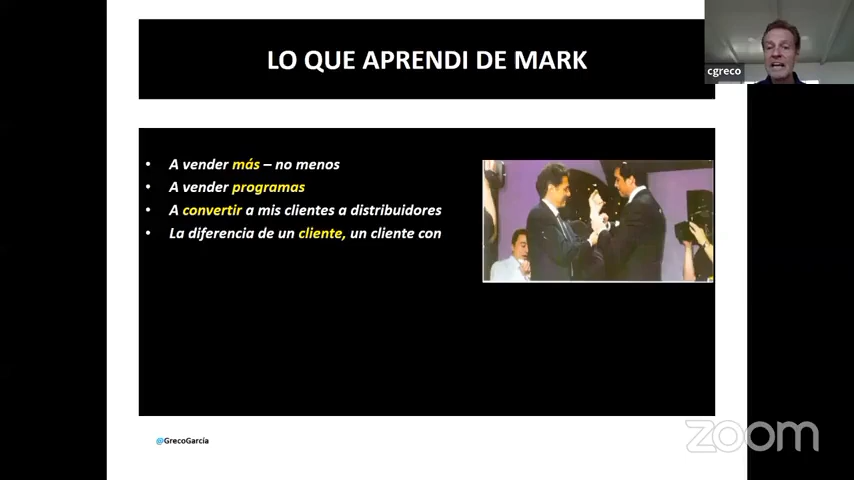 LO QUE APRENDI DE MARK
cgreco
• A vender más – no menos
• A vender programas
• A convertir a mis clientes a distribuidores
• La diferencia de un cliente, un cliente con
@GrecoGarcía
zoom